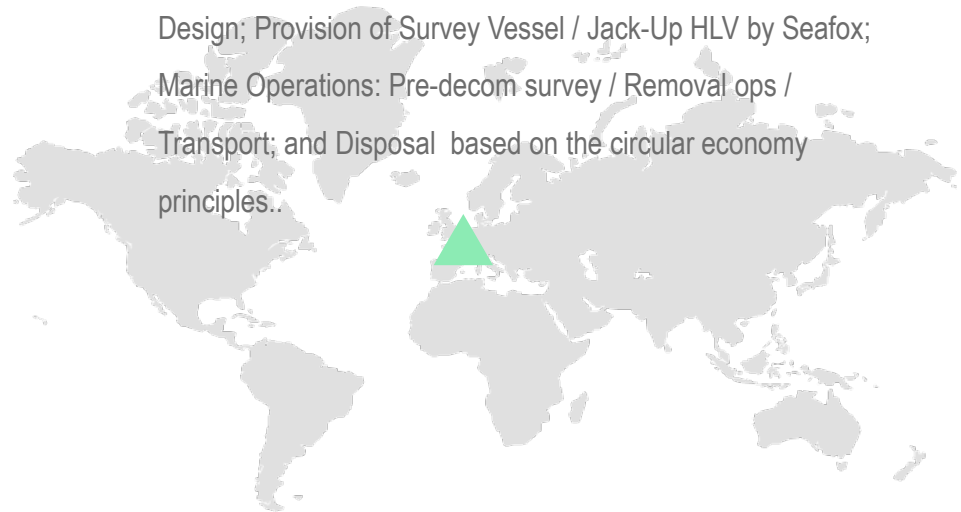 Design; Provision of Survey Vessel / Jack-Up HLV by Seafox;
Marine Operations: Pre-decom survey / Removal ops /
Transport; and Disposal  based on the circular economy
principles..